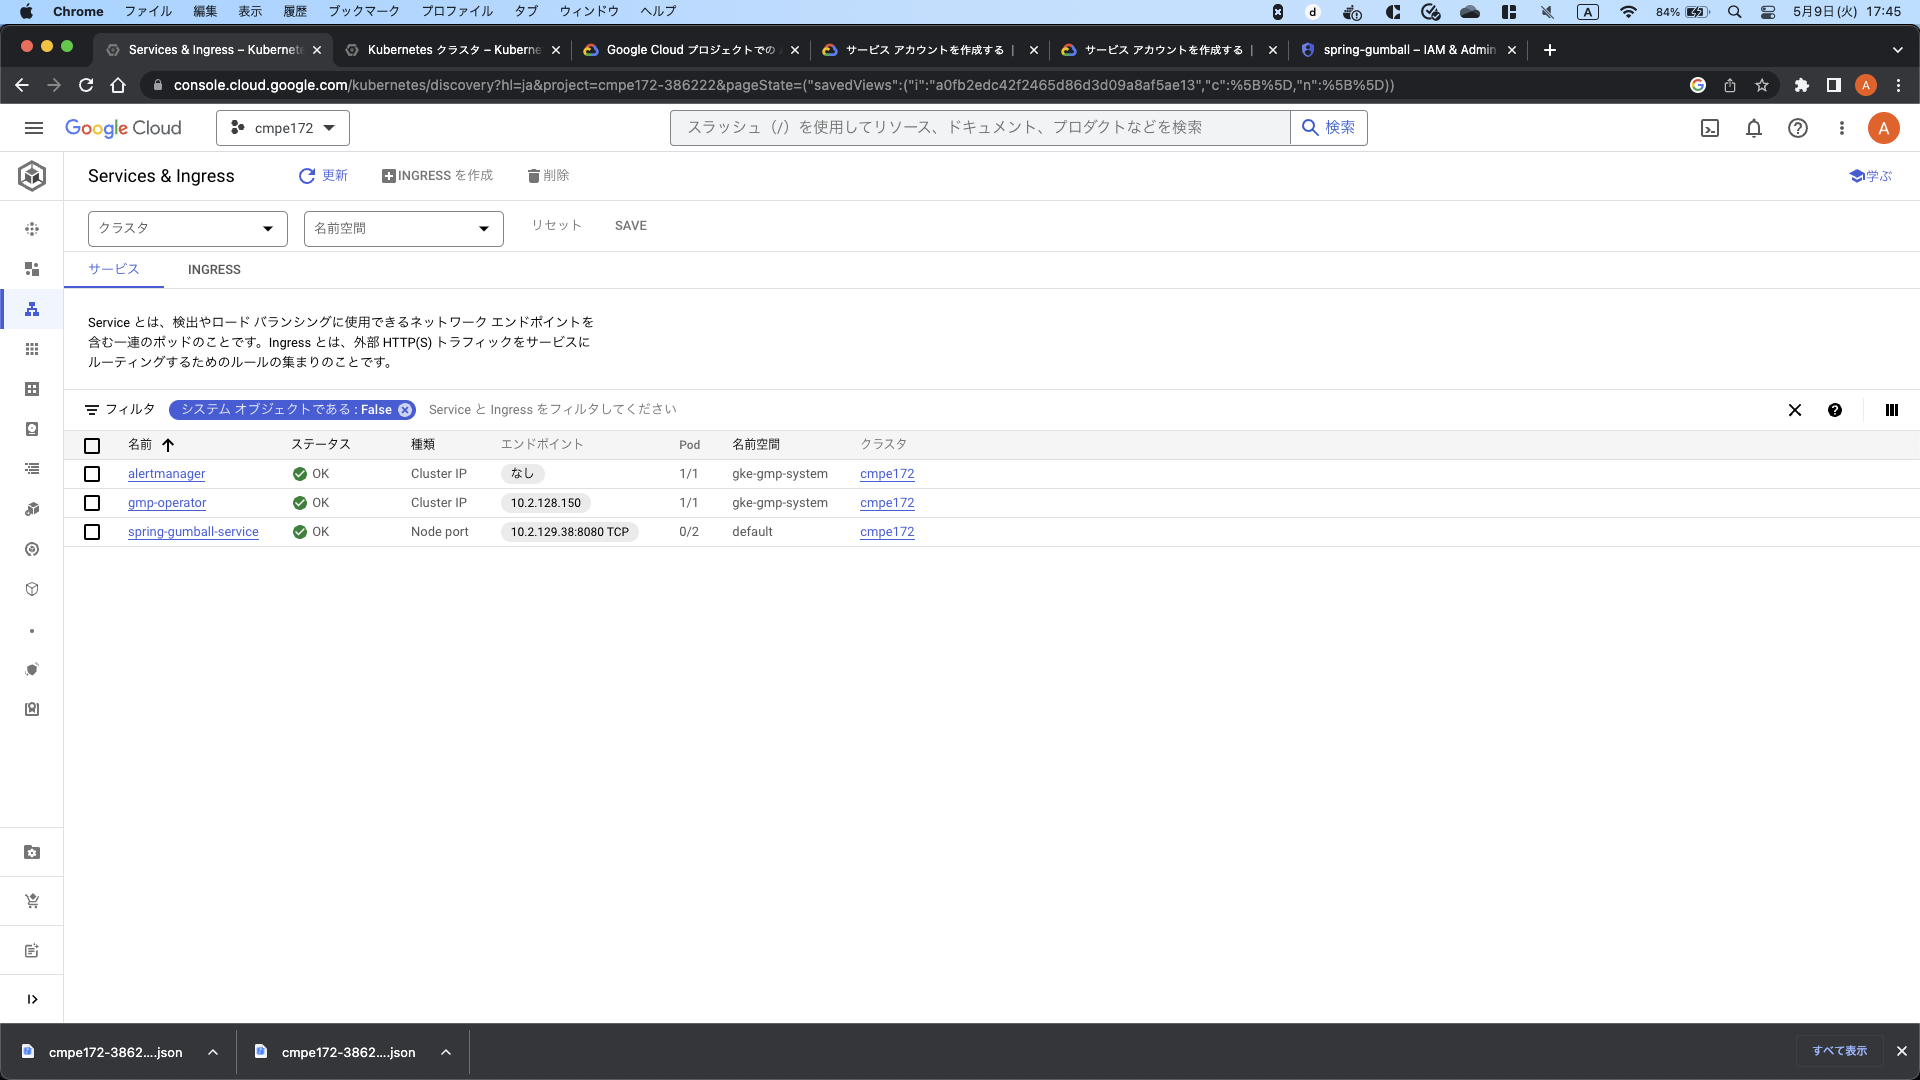 Chrome ファイル 編集 表示 履歴 ブックマーク プロファイル タブ ウィンドウ ヘルプ d A 84% 5月9日(火) 17:45
Services & Ingress – Kubernete Kubernetes クラスタ – Kuberne Google Cloud プロジェクトでの サービス アカウントを作成する | サービス アカウントを作成する | spring-gumball – IAM & Admin
console.cloud.google.com/kubernetes/discovery?hl=ja&project=cmpe172-386222&pageState=("savedViews":("i":"a0fb2edc42f2465d86d3d09a8af5ae13","c":%5B%5D,"n":%5B%5D)) A
Google Cloud cmpe172 スラッシュ（/）を使用してリソース、ドキュメント、プロダクトなどを検索 検索 A
Services & Ingress 更新 INGRESS を作成 削除 学ぶ
クラスタ 名前空間 リセット SAVE
サービス INGRESS
Service とは、検出やロード バランシングに使用できるネットワーク エンドポイントを
含む一連のポッドのことです。Ingress とは、外部 HTTP(S) トラフィックをサービスに
ルーティングするためのルールの集まりのことです。
フィルタ システム オブジェクトである : False Service と Ingress をフィルタしてください
名前 ステータス 種類 エンドポイント Pod 名前空間 クラスタ
alertmanager OK Cluster IP なし 1/1 gke-gmp-system cmpe172
gmp-operator OK Cluster IP 10.2.128.150 1/1 gke-gmp-system cmpe172
spring-gumball-service OK Node port 10.2.129.38:8080 TCP 0/2 default cmpe172
cmpe172-3862....json cmpe172-3862....json すべて表示